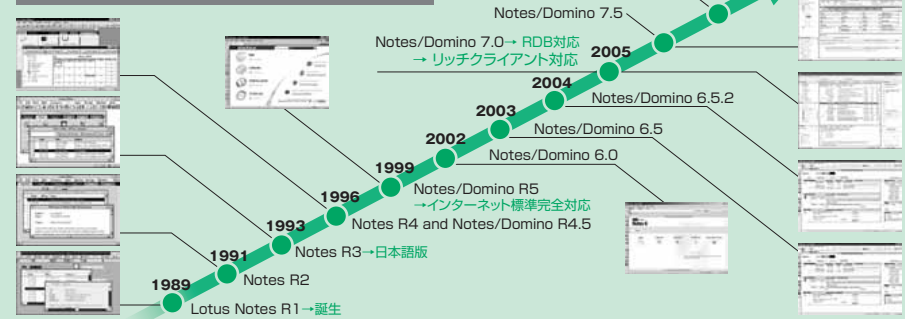 Notes/Domino 7.5
Notes/Domino 7.0→ RDB対応
→ リッチクライアント対応
2005
2004
Notes/Domino 6.5.2
2003
Notes/Domino 6.5
2002
Notes/Domino 6.0
1999
Notes/Domino R5
→インターネット標準完全対応
1996
Notes R4 and Notes/Domino R4.5
1993
Notes R3→日本語版
1991
Notes R2
1989
Lotus Notes R1→誕生